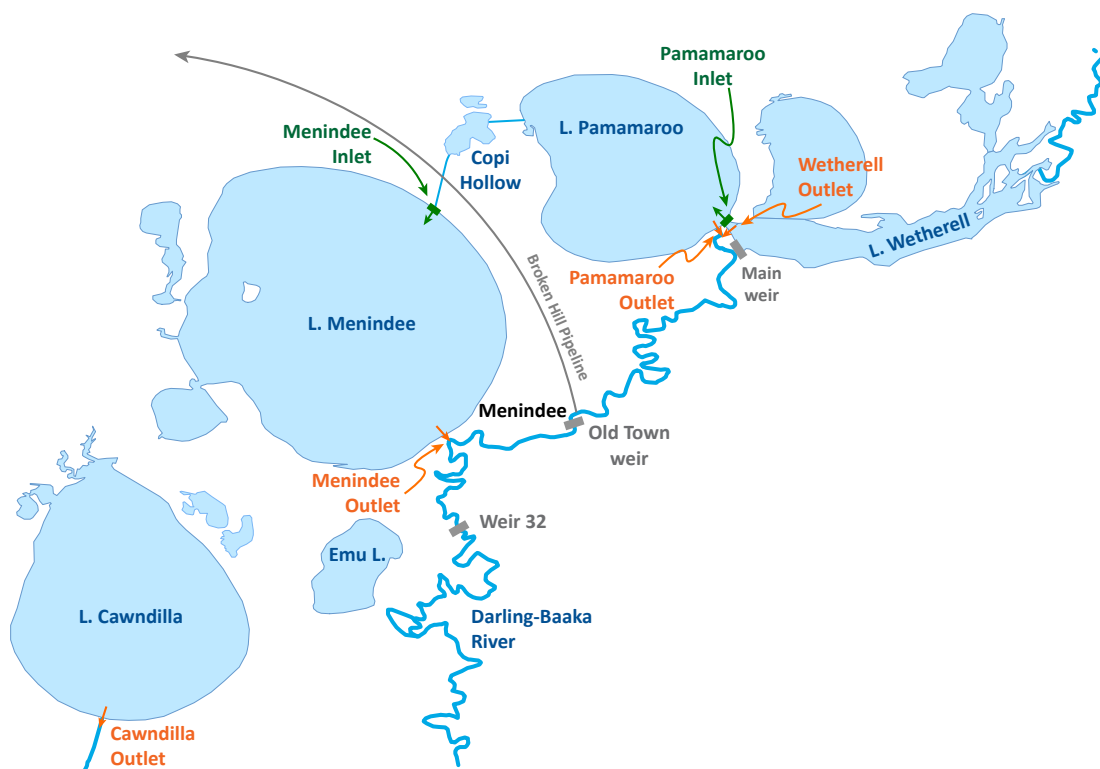 Pamamaroo
Inlet
L. Pamamaroo
Menindee
Inlet
Copi
Hollow
Wetherell
Outlet
L. Wetherell
Pamamaroo
Outlet
Main
weir
Broken Hill Pipeline
L. Menindee
Menindee
Old Town
weir
Menindee
Outlet
Weir 32
Emu L.
L. Cawndilla
Darling-Baaka
River
Cawndilla
Outlet